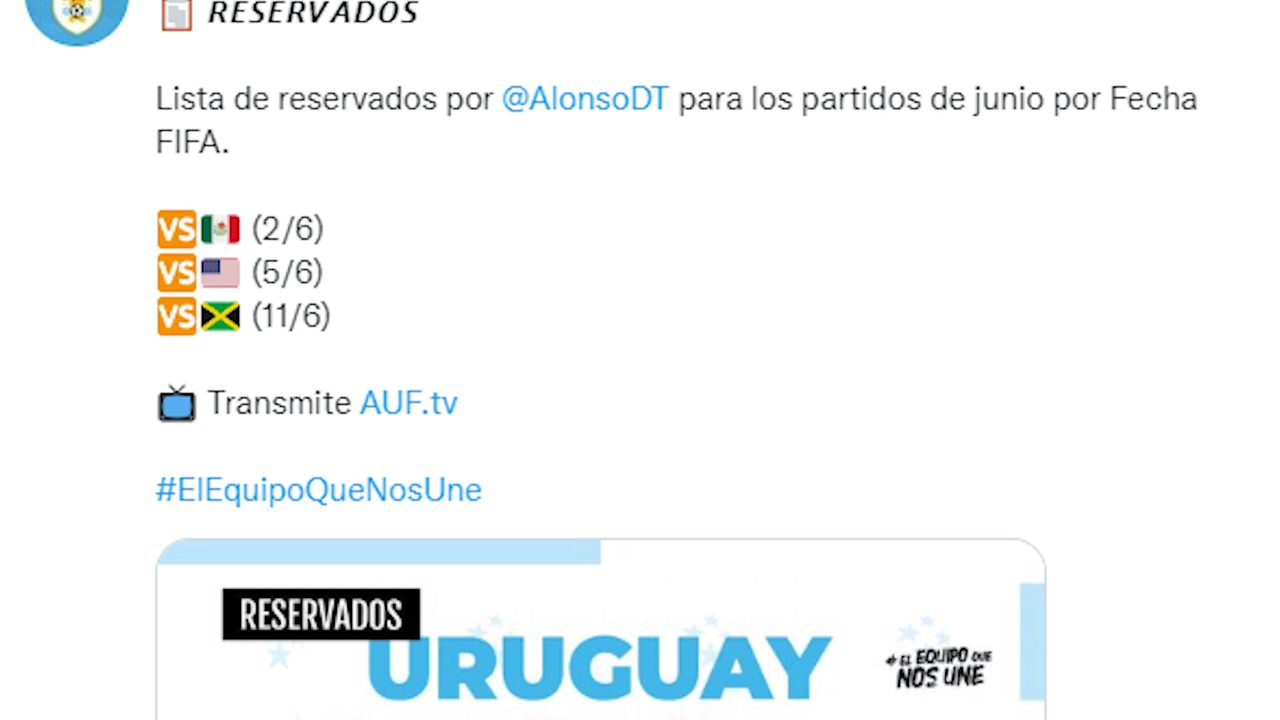 RESERVADOS
Lista de reservados por @AlonsoDT para los partidos de junio por Fecha
FIFA.
VS (2/6)
VS (5/6)
VS (11/6)
Transmite AUF.tv
#ElEquipoQueNosUne
RESERVADOS
URUGUAY
# EL EQUIPO QUE
NOS UNE